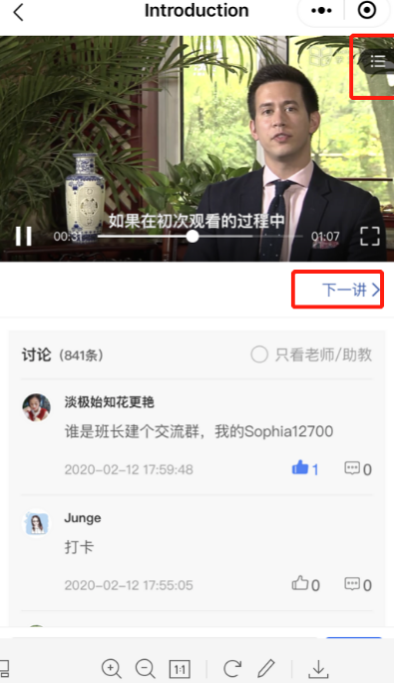 Introduction
如果在初次观看的过程中
00:31
01:07
下一讲
讨论（841条）
只看老师/助教
淡极始知花更艳
谁是班长建个交流群，我的Sophia12700
2020-02-12 17:59:48
1
0
Junge
打卡
2020-02-12 17:55:05
0
0
1:1